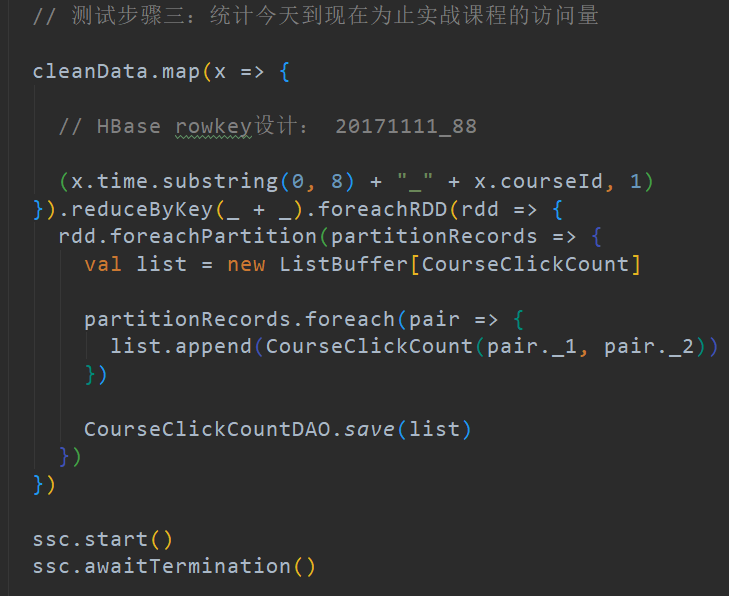 // 测试步骤三：统计今天到现在为止实战课程的访问量
cleanData.map(x => {
// HBase rowkey设计： 20171111_88
(x.time.substring(0, 8) + "_" + x.courseId, 1)
}).reduceByKey(_ + _).foreachRDD(rdd => {
rdd.foreachPartition(partitionRecords => {
val list = new ListBuffer[CourseClickCount]
partitionRecords.foreach(pair => {
list.append(CourseClickCount(pair._1, pair._2))
})
CourseClickCountDAO.save(list)
})
})
ssc.start()
ssc.awaitTermination()